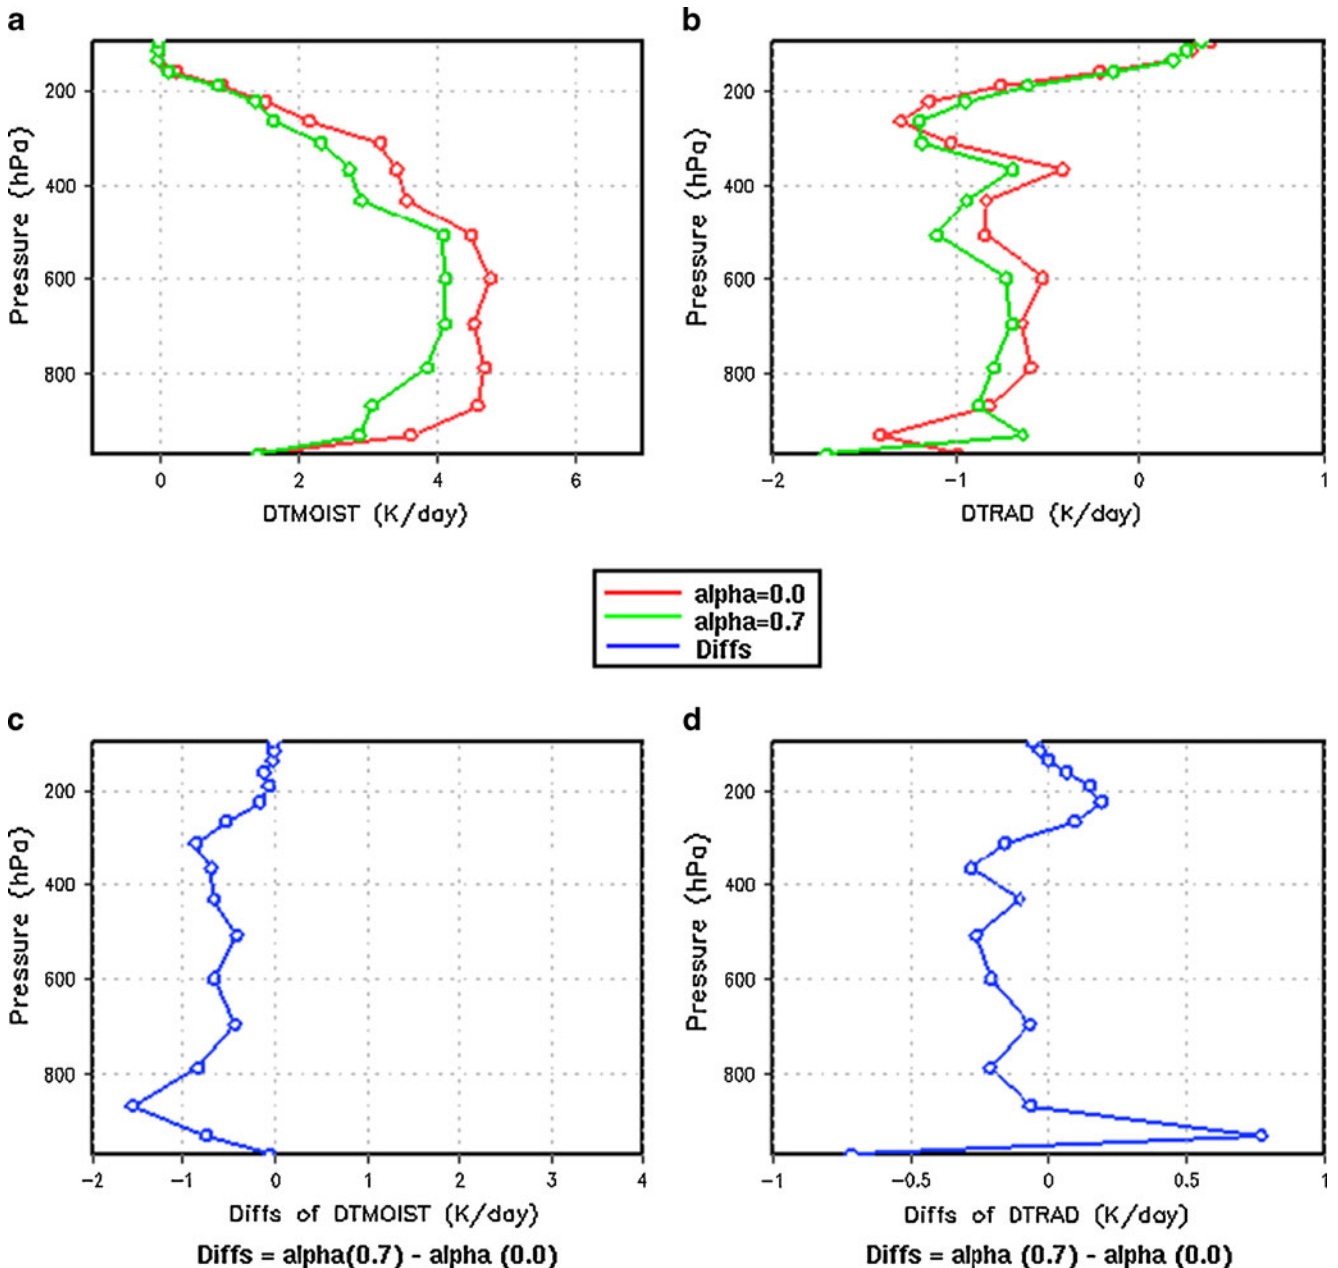 a
b
200
400
600
800
Pressure {hPa}
0
2
4
6
DTMOIST (K/day}
200
400
600
800
Pressure {hPa}
−2
−1
0
1
DTRAD {K/day)
alpha=0.0
alpha=0.7
Diffs
c
d
200
400
600
800
Pressure {hPa}
−2
−1
0
1
2
3
4
Diffs of DTMOIST (K/day}
Diffs = alpha(0.7) - alpha (0.0)
200
400
600
800
Pressure {hPa}
−1
−0.5
0
0.5
1
Diffs of DTRAD {K/day)
Diffs = alpha (0.7) - alpha (0.0)